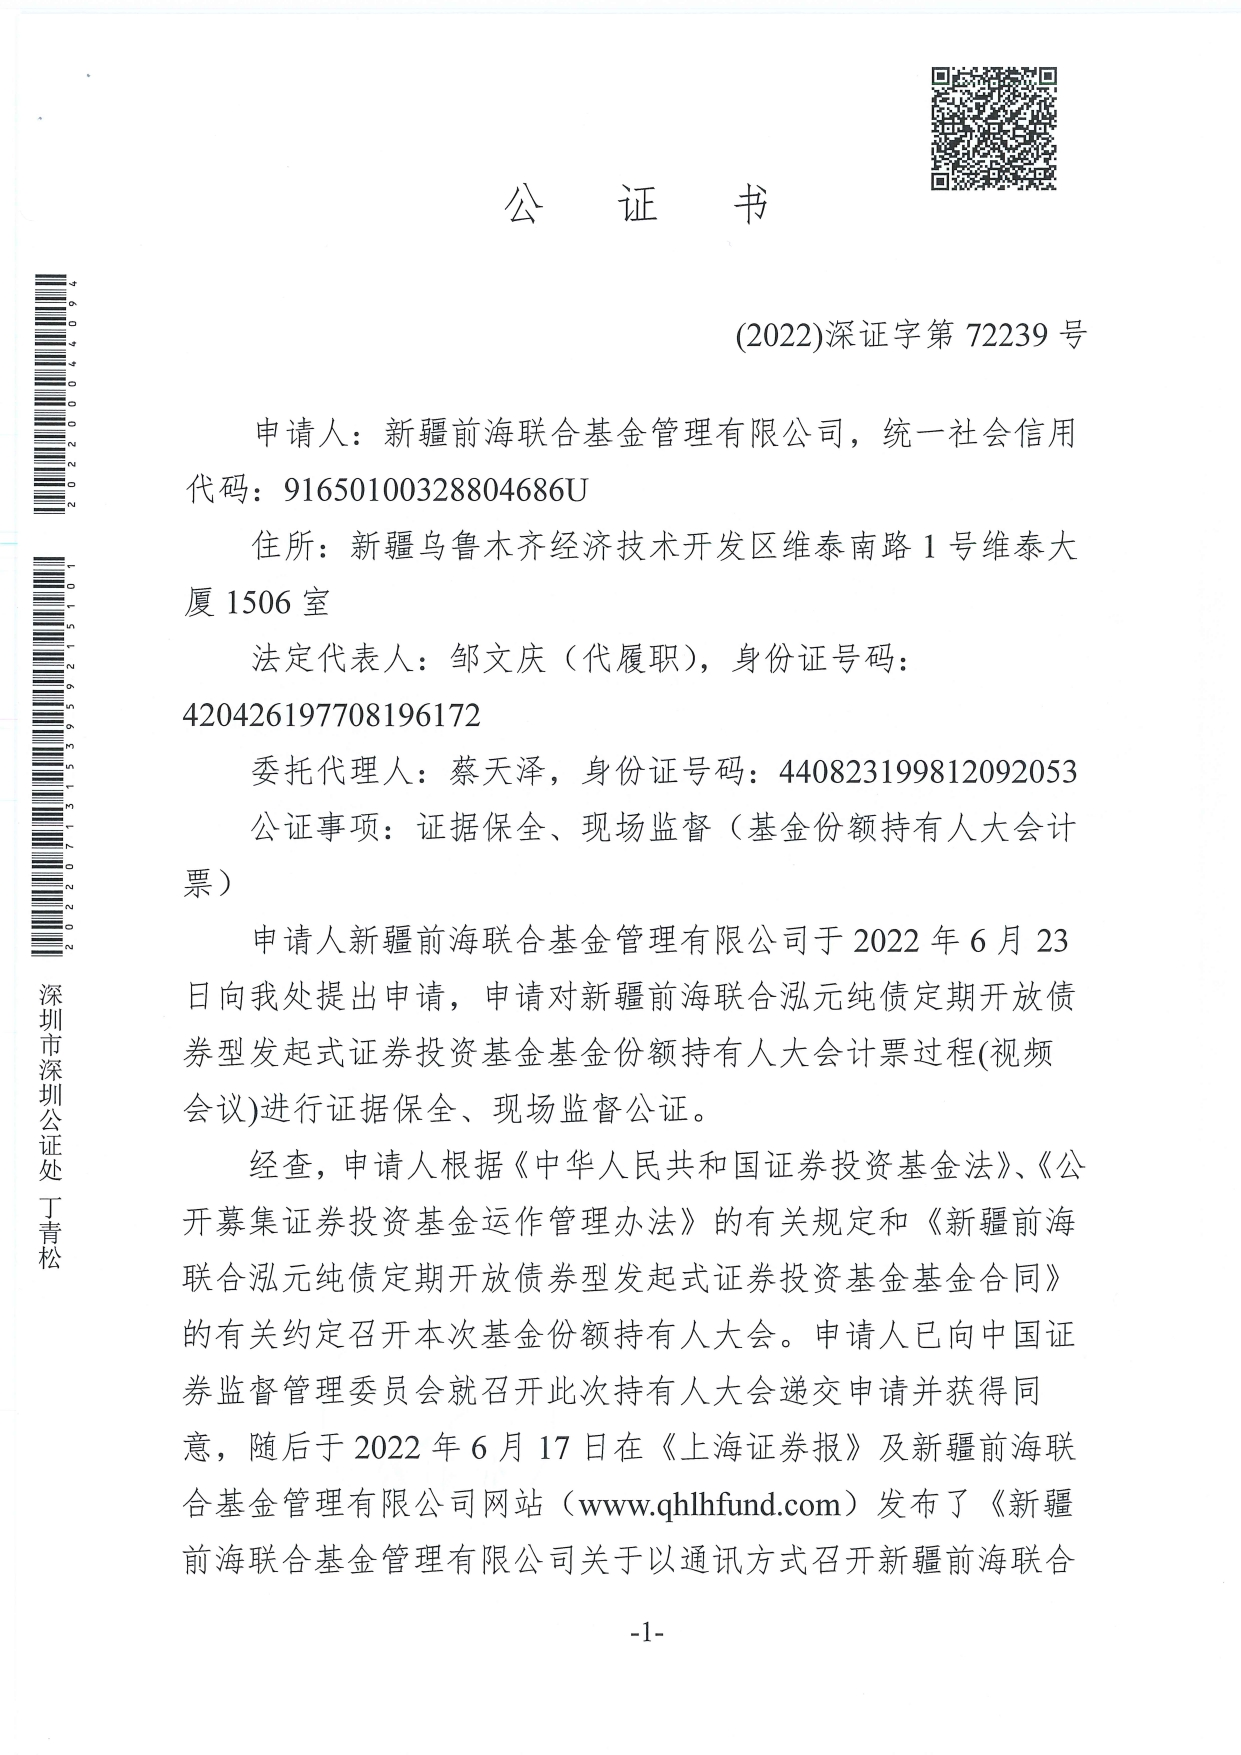 公 证 书
(2022)深证字第 72239 号
申请人：新疆前海联合基金管理有限公司，统一社会信用
代码：91650100328804686U
住所：新疆乌鲁木齐经济技术开发区维泰南路 1 号维泰大
厦 1506 室
法定代表人：邹文庆（代履职），身份证号码：
420426197708196172
委托代理人：蔡天泽，身份证号码：440823199812092053
公证事项：证据保全、现场监督（基金份额持有人大会计
票）
申请人新疆前海联合基金管理有限公司于 2022 年 6 月 23
日向我处提出申请，申请对新疆前海联合泓元纯债定期开放债
券型发起式证券投资基金基金份额持有人大会计票过程(视频
会议)进行证据保全、现场监督公证。
经查，申请人根据《中华人民共和国证券投资基金法》、《公
开募集证券投资基金运作管理办法》的有关规定和《新疆前海
联合泓元纯债定期开放债券型发起式证券投资基金基金合同》
的有关约定召开本次基金份额持有人大会。申请人已向中国证
券监督管理委员会就召开此次持有人大会递交申请并获得同
意，随后于 2022 年 6 月 17 日在《上海证券报》及新疆前海联
合基金管理有限公司网站（www.qhlhfund.com）发布了《新疆
前海联合基金管理有限公司关于以通讯方式召开新疆前海联合
-1-
202200044094
20220713153959215101
深圳市深圳公证处 丁青松